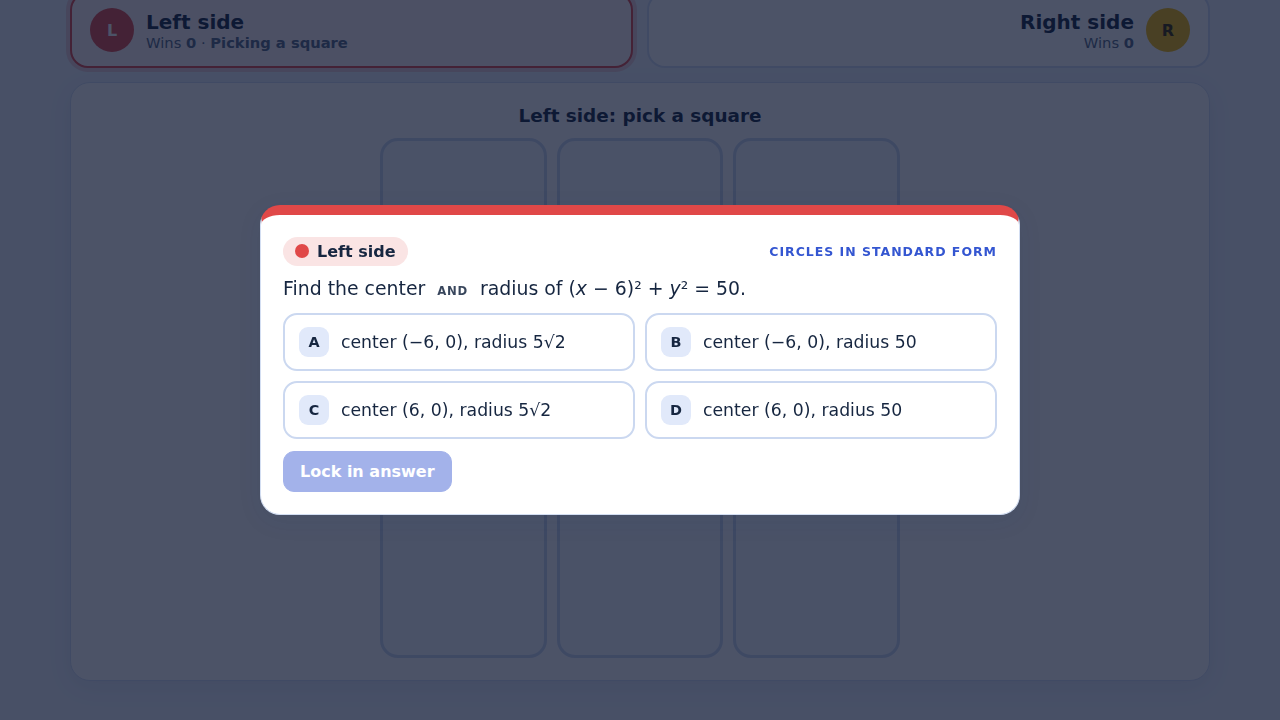 L
Left side
Wins 0 · Picking a square
Right side
Wins 0
R
Left side: pick a square
Left side
CIRCLES IN STANDARD FORM
Find the center AND radius of (x − 6)² + y² = 50.
A center (−6, 0), radius 5√2
B center (−6, 0), radius 50
C center (6, 0), radius 5√2
D center (6, 0), radius 50
Lock in answer